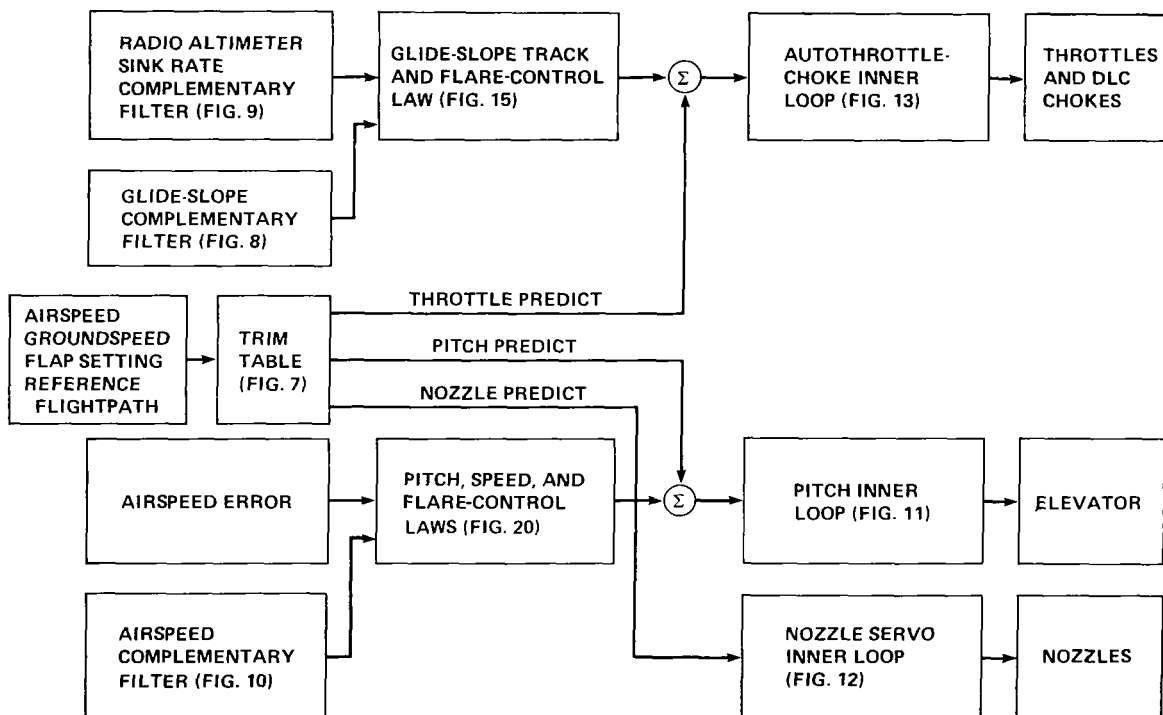 RADIO ALTIMETER
SINK RATE
COMPLEMENTARY
FILTER (FIG. 9)
GLIDE-SLOPE TRACK
AND FLARE-CONTROL
LAW (FIG. 15)
Σ
AUTOTHROTTLE-
CHOKE INNER
LOOP (FIG. 13)
THROTTLES
AND DLC
CHOKES
GLIDE-SLOPE
COMPLEMENTARY
FILTER (FIG. 8)
AIRSPEED
GROUNDSPEED
FLAP SETTING
REFERENCE
FLIGHTPATH
TRIM
TABLE
(FIG. 7)
THROTTLE PREDICT
PITCH PREDICT
NOZZLE PREDICT
AIRSPEED ERROR
PITCH, SPEED, AND
FLARE-CONTROL
LAWS (FIG. 20)
Σ
PITCH INNER
LOOP (FIG. 11)
ELEVATOR
AIRSPEED
COMPLEMENTARY
FILTER (FIG. 10)
NOZZLE SERVO
INNER LOOP
(FIG. 12)
NOZZLES